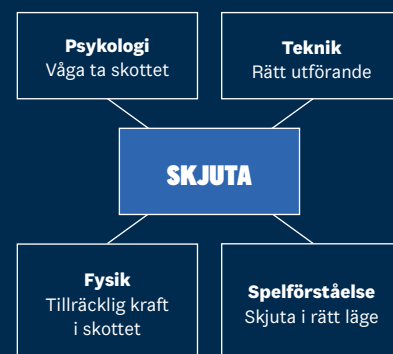 Psykologi
Våga ta skottet
Teknik
Rätt utförande
SKJUTA
Fysik
Tillräcklig kraft
i skottet
Spelförståelse
Skjuta i rätt läge